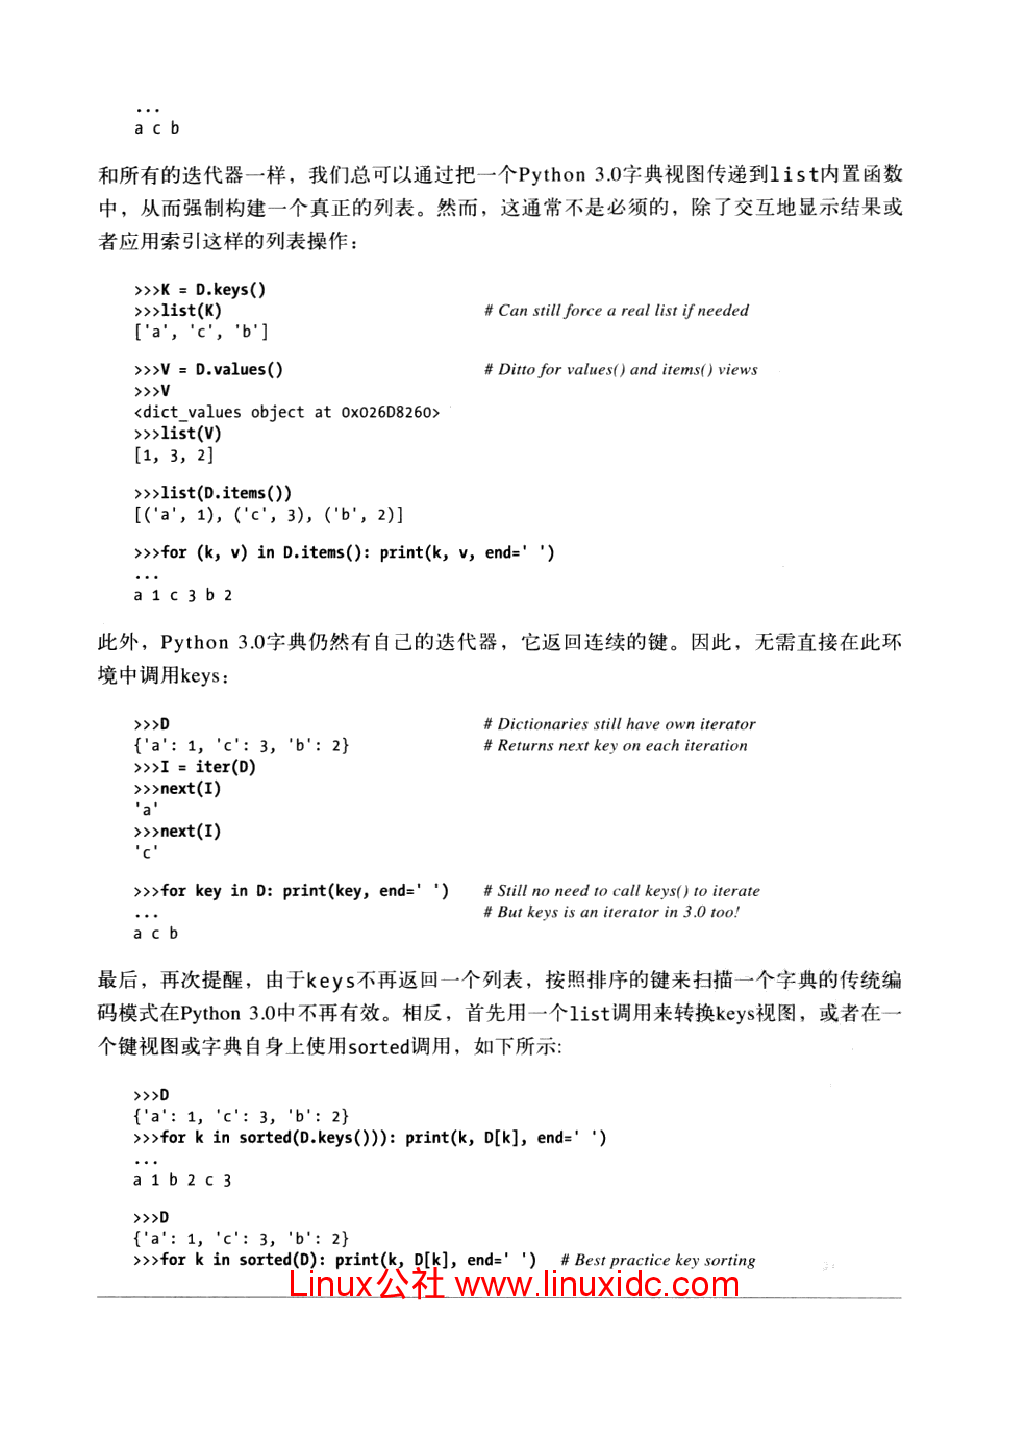 ...
a c b
和所有的迭代器一样，我们总可以通过把一个Python 3.0字典视图传递到list内置函数
中，从而强制构建一个真正的列表。然而，这通常不是必须的，除了交互地显示结果或
者应用索引这样的列表操作：
>>>K = D.keys()
>>>list(K) # Can still force a real list if needed
['a', 'c', 'b']
>>>V = D.values() # Ditto for values() and items() views
>>>V
<dict_values object at 0x026D8260>
>>>list(V)
[1, 3, 2]
>>>list(D.items())
[('a', 1), ('c', 3), ('b', 2)]
>>>for (k, v) in D.items(): print(k, v, end=' ')
...
a 1 c 3 b 2
此外，Python 3.0字典仍然有自己的迭代器，它返回连续的键。因此，无需直接在此环
境中调用keys：
>>>D # Dictionaries still have own iterator
{'a': 1, 'c': 3, 'b': 2} # Returns next key on each iteration
>>>I = iter(D)
>>>next(I)
'a'
>>>next(I)
'c'
>>>for key in D: print(key, end=' ') # Still no need to call keys() to iterate
... # But keys is an iterator in 3.0 too!
a c b
最后，再次提醒，由于keys不再返回一个列表，按照排序的键来扫描一个字典的传统编
码模式在Python 3.0中不再有效。相反，首先用一个list调用来转换keys视图，或者在一
个键视图或字典自身上使用sorted调用，如下所示:
>>>D
{'a': 1, 'c': 3, 'b': 2}
>>>for k in sorted(D.keys())): print(k, D[k], end=' ')
...
a 1 b 2 c 3
>>>D
{'a': 1, 'c': 3, 'b': 2}
>>>for k in sorted(D): print(k, D[k], end=' ') # Best practice key sorting
Linux公社 www.linuxidc.com